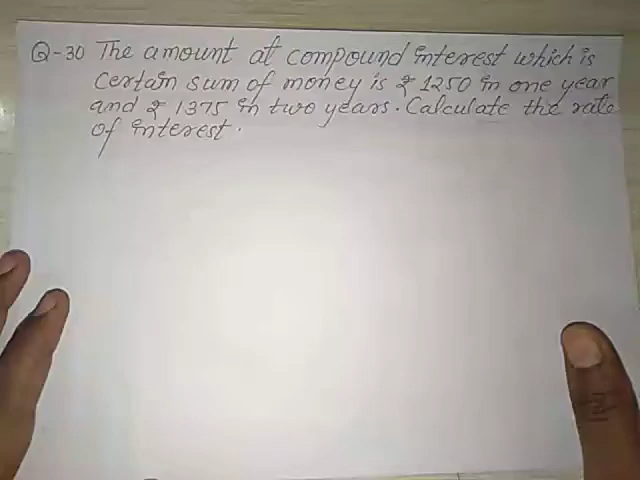 Q-30 The amount at compound interest which is
certain sum of money is ₹ 1250 in one year
and ₹ 1375 in two years. Calculate the rate
of interest.